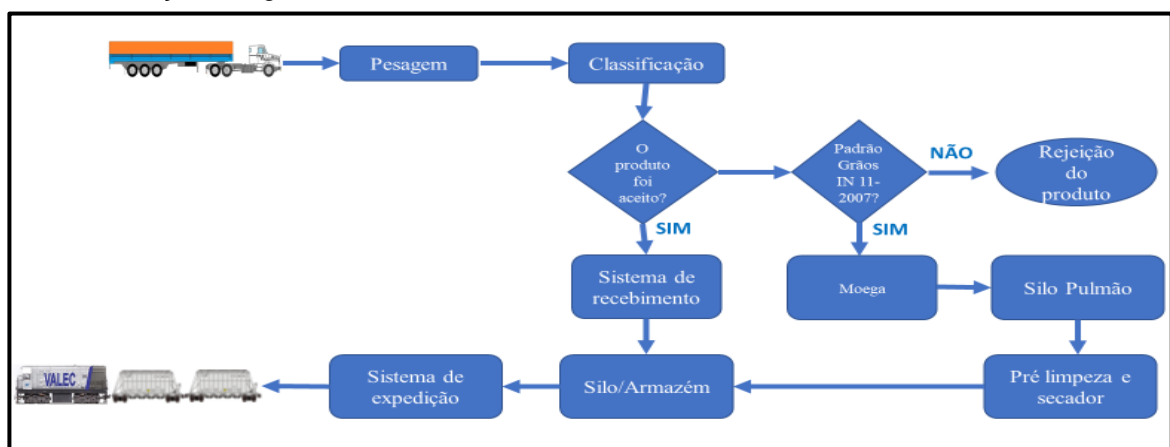 Pesagem
Classificação
O
produto
foi
aceito?
Padrão
Grãos
IN 11-
2007?
NÃO
Rejeição
do
produto
SIM
SIM
Sistema de
recebimento
Moega
Silo Pulmão
VALEC
Sistema de
expedição
Silo/Armazém
Pré limpeza e
secador